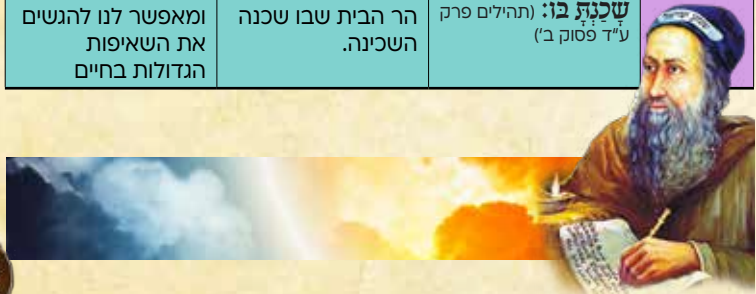 שָׁכַנְתָּ בּוֹ: (תהילים פרק
ע"ד פסוק ב')
הר הבית שבו שכנה
השכינה.
ומאפשר לנו להגשים
את השאיפות
הגדולות בחיים